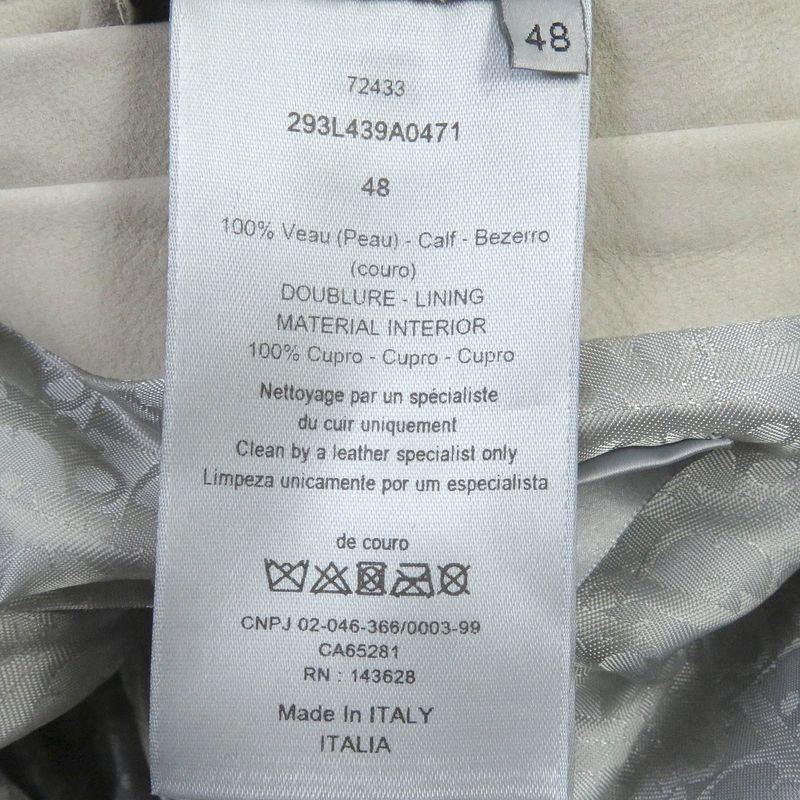 48
72433
293L439A0471
48
100% Veau (Peau) - Calf - Bezerro
(couro)
DOUBLURE - LINING
MATERIAL INTERIOR
100% Cupro - Cupro - Cupro
Nettoyage par un spécialiste
du cuir uniquement
Clean by a leather specialist only
Limpeza unicamente por um especialista
de couro
CNPJ 02-046-366/0003-99
CA65281
RN : 143628
Made In ITALY
ITALIA